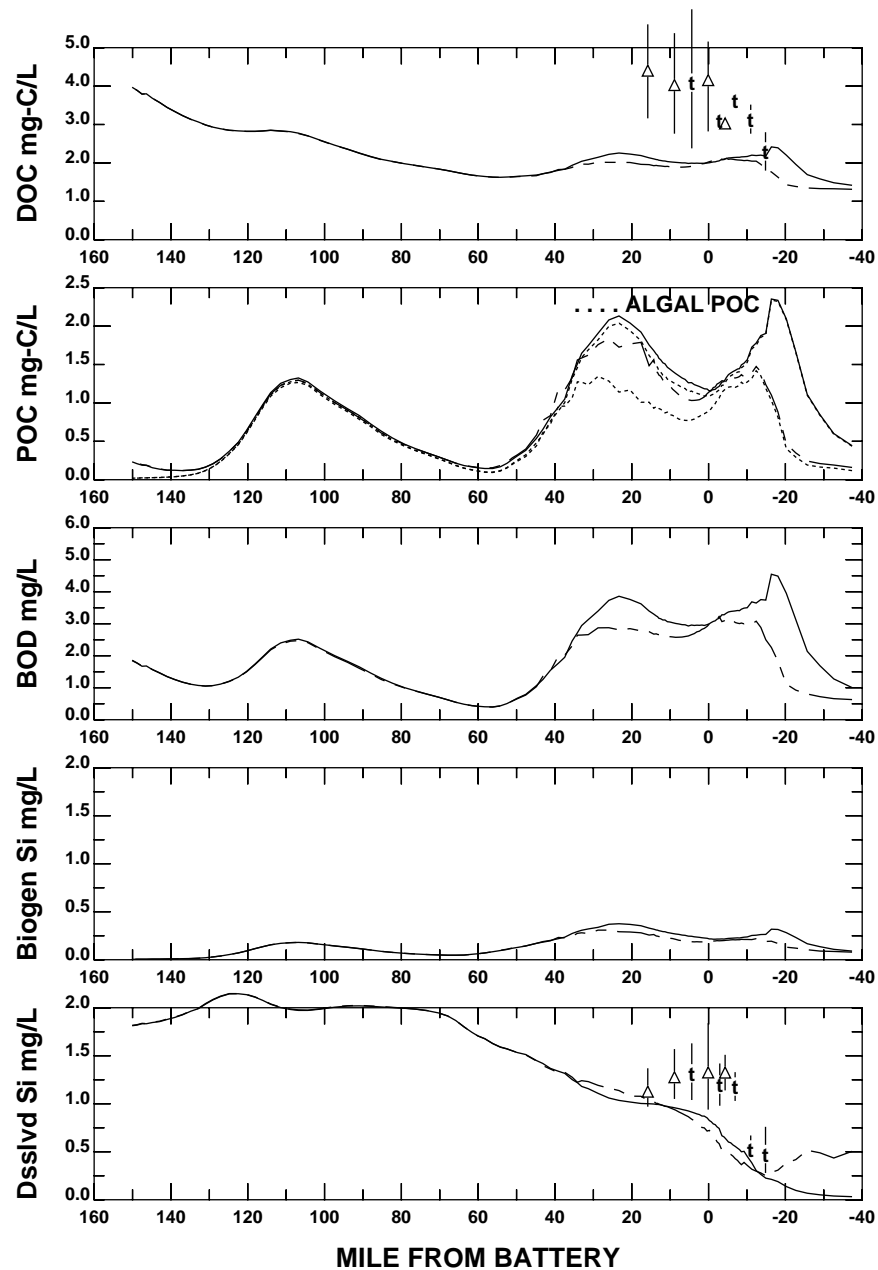 DOC mg-C/L
5.0
4.0
3.0
2.0
1.0
0.0
t
t
t
t
t
160 140 120 100 80 60 40 20 0 -20 -40
POC mg-C/L
2.5
2.0
1.5
1.0
0.5
0.0
. . . . ALGAL POC
160 140 120 100 80 60 40 20 0 -20 -40
BOD mg/L
6.0
5.0
4.0
3.0
2.0
1.0
0.0
160 140 120 100 80 60 40 20 0 -20 -40
Biogen Si mg/L
2.0
1.5
1.0
0.5
0.0
160 140 120 100 80 60 40 20 0 -20 -40
Dsslvd Si mg/L
2.0
1.5
1.0
0.5
0.0
t
t
t
t
t
160 140 120 100 80 60 40 20 0 -20 -40
MILE FROM BATTERY